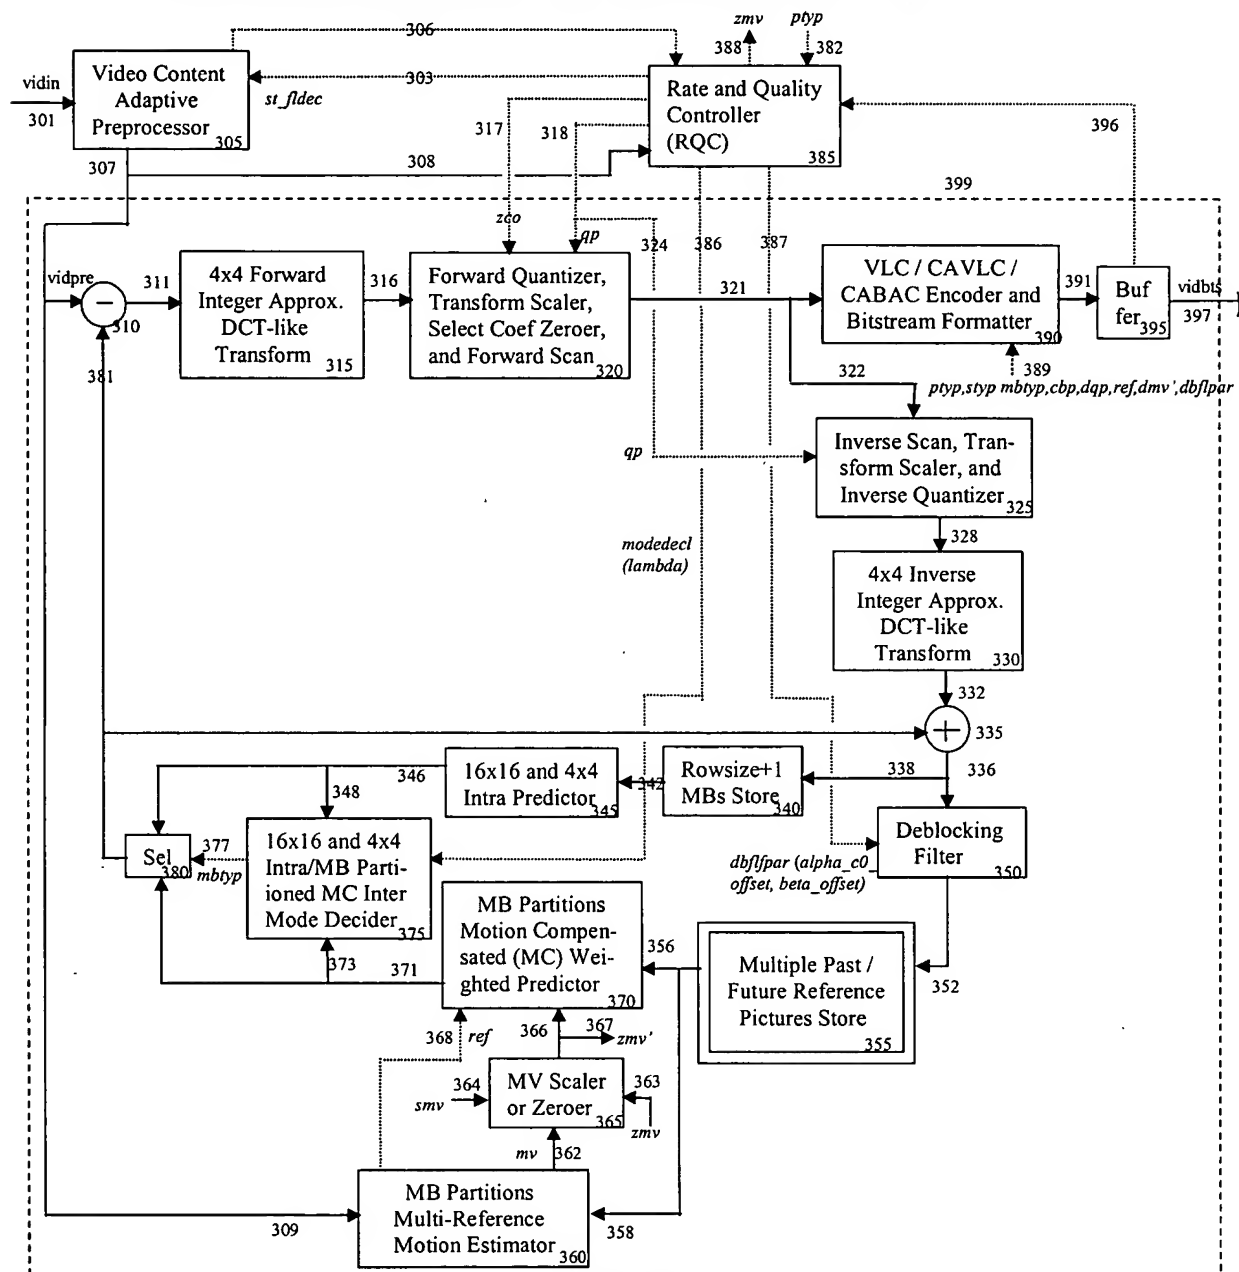 306
zmv
ptyp
388
382
vidin
301
Video Content
Adaptive
Preprocessor
305
303
st_fldec
Rate and Quality
Controller
(RQC)
385
317
318
396
307
308
399
zco
qp
324
386
387
vidpre
310
311
4x4 Forward
Integer Approx.
DCT-like
Transform
315
316
Forward Quantizer,
Transform Scaler,
Select Coef Zeroer,
and Forward Scan
320
321
VLC / CAVLC /
CABAC Encoder and
Bitstream Formatter
390
391
Buf
fer
395
vidbts
397
381
322
389
ptyp,styp mbtyp,cbp,dqp,ref,dmv',dbflpar
qp
Inverse Scan, Tran-
sform Scaler, and
Inverse Quantizer
325
328
modedecl
(lambda)
4x4 Inverse
Integer Approx.
DCT-like
Transform
330
332
+
335
346
16x16 and 4x4
Intra Predictor
345
342
Rowsize+1
MBs Store
340
338
336
348
377
Sel
380
mbtyp
16x16 and 4x4
Intra/MB Parti-
ioned MC Inter
Mode Decider
375
Deblocking
Filter
350
dbflfpar (alpha_c0_
offset, beta_offset)
MB Partitions
Motion Compen-
sated (MC) Wei-
ghted Predictor
370
373
371
356
Multiple Past /
Future Reference
Pictures Store
355
352
368
ref
366
367
zmv'
364
smv
MV Scaler
or Zeroer
365
363
zmv
mv
362
309
MB Partitions
Multi-Reference
Motion Estimator
360
358